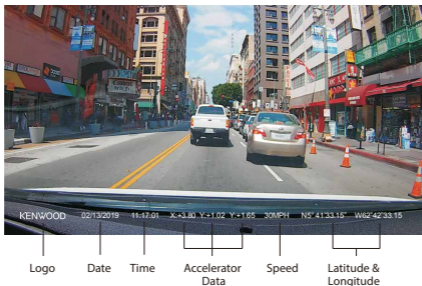 KENWOOD 02/13/2019 11:17:01 X:+3.80 Y:+1.02 Y:+1.65 30MPH N5°41'33.15" W62°42'33.15
Logo Date Time Accelerator Data Speed Latitude & Longitude